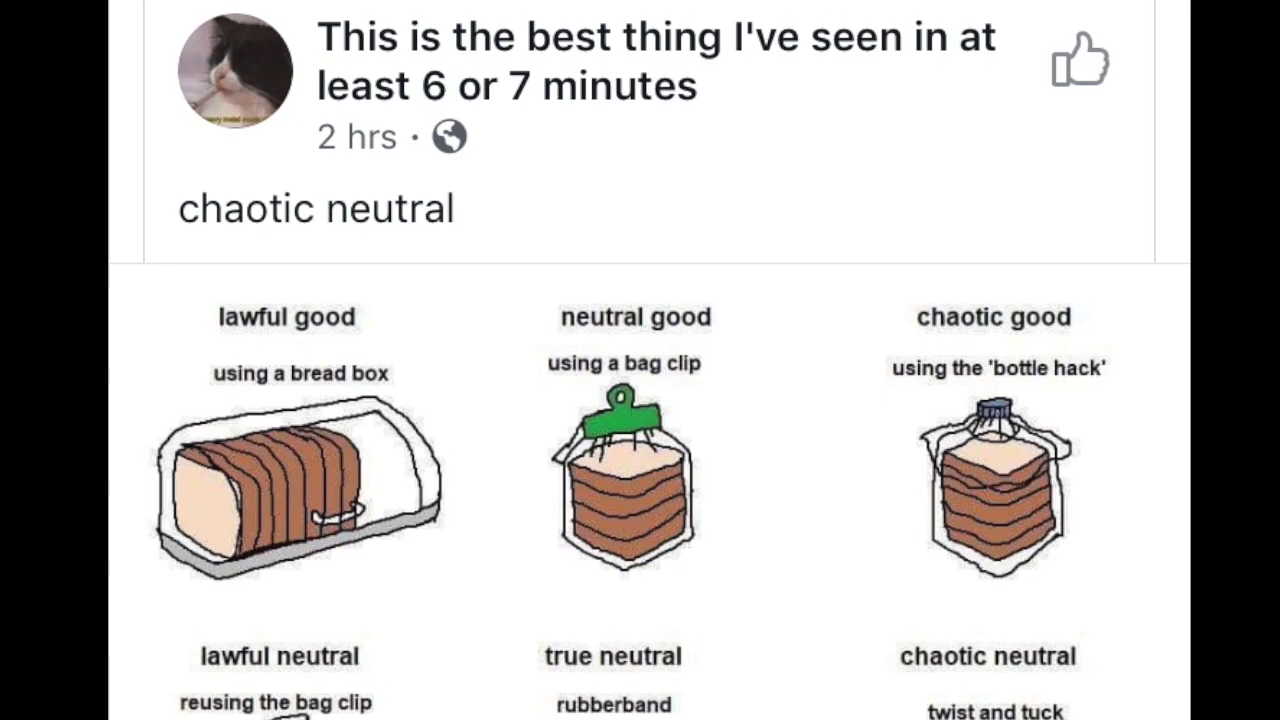 This is the best thing I've seen in at
least 6 or 7 minutes
2 hrs ·
chaotic neutral
lawful good
neutral good
chaotic good
using a bread box
using a bag clip
using the 'bottle hack'
lawful neutral
true neutral
chaotic neutral
reusing the bag clip
rubberband
twist and tuck